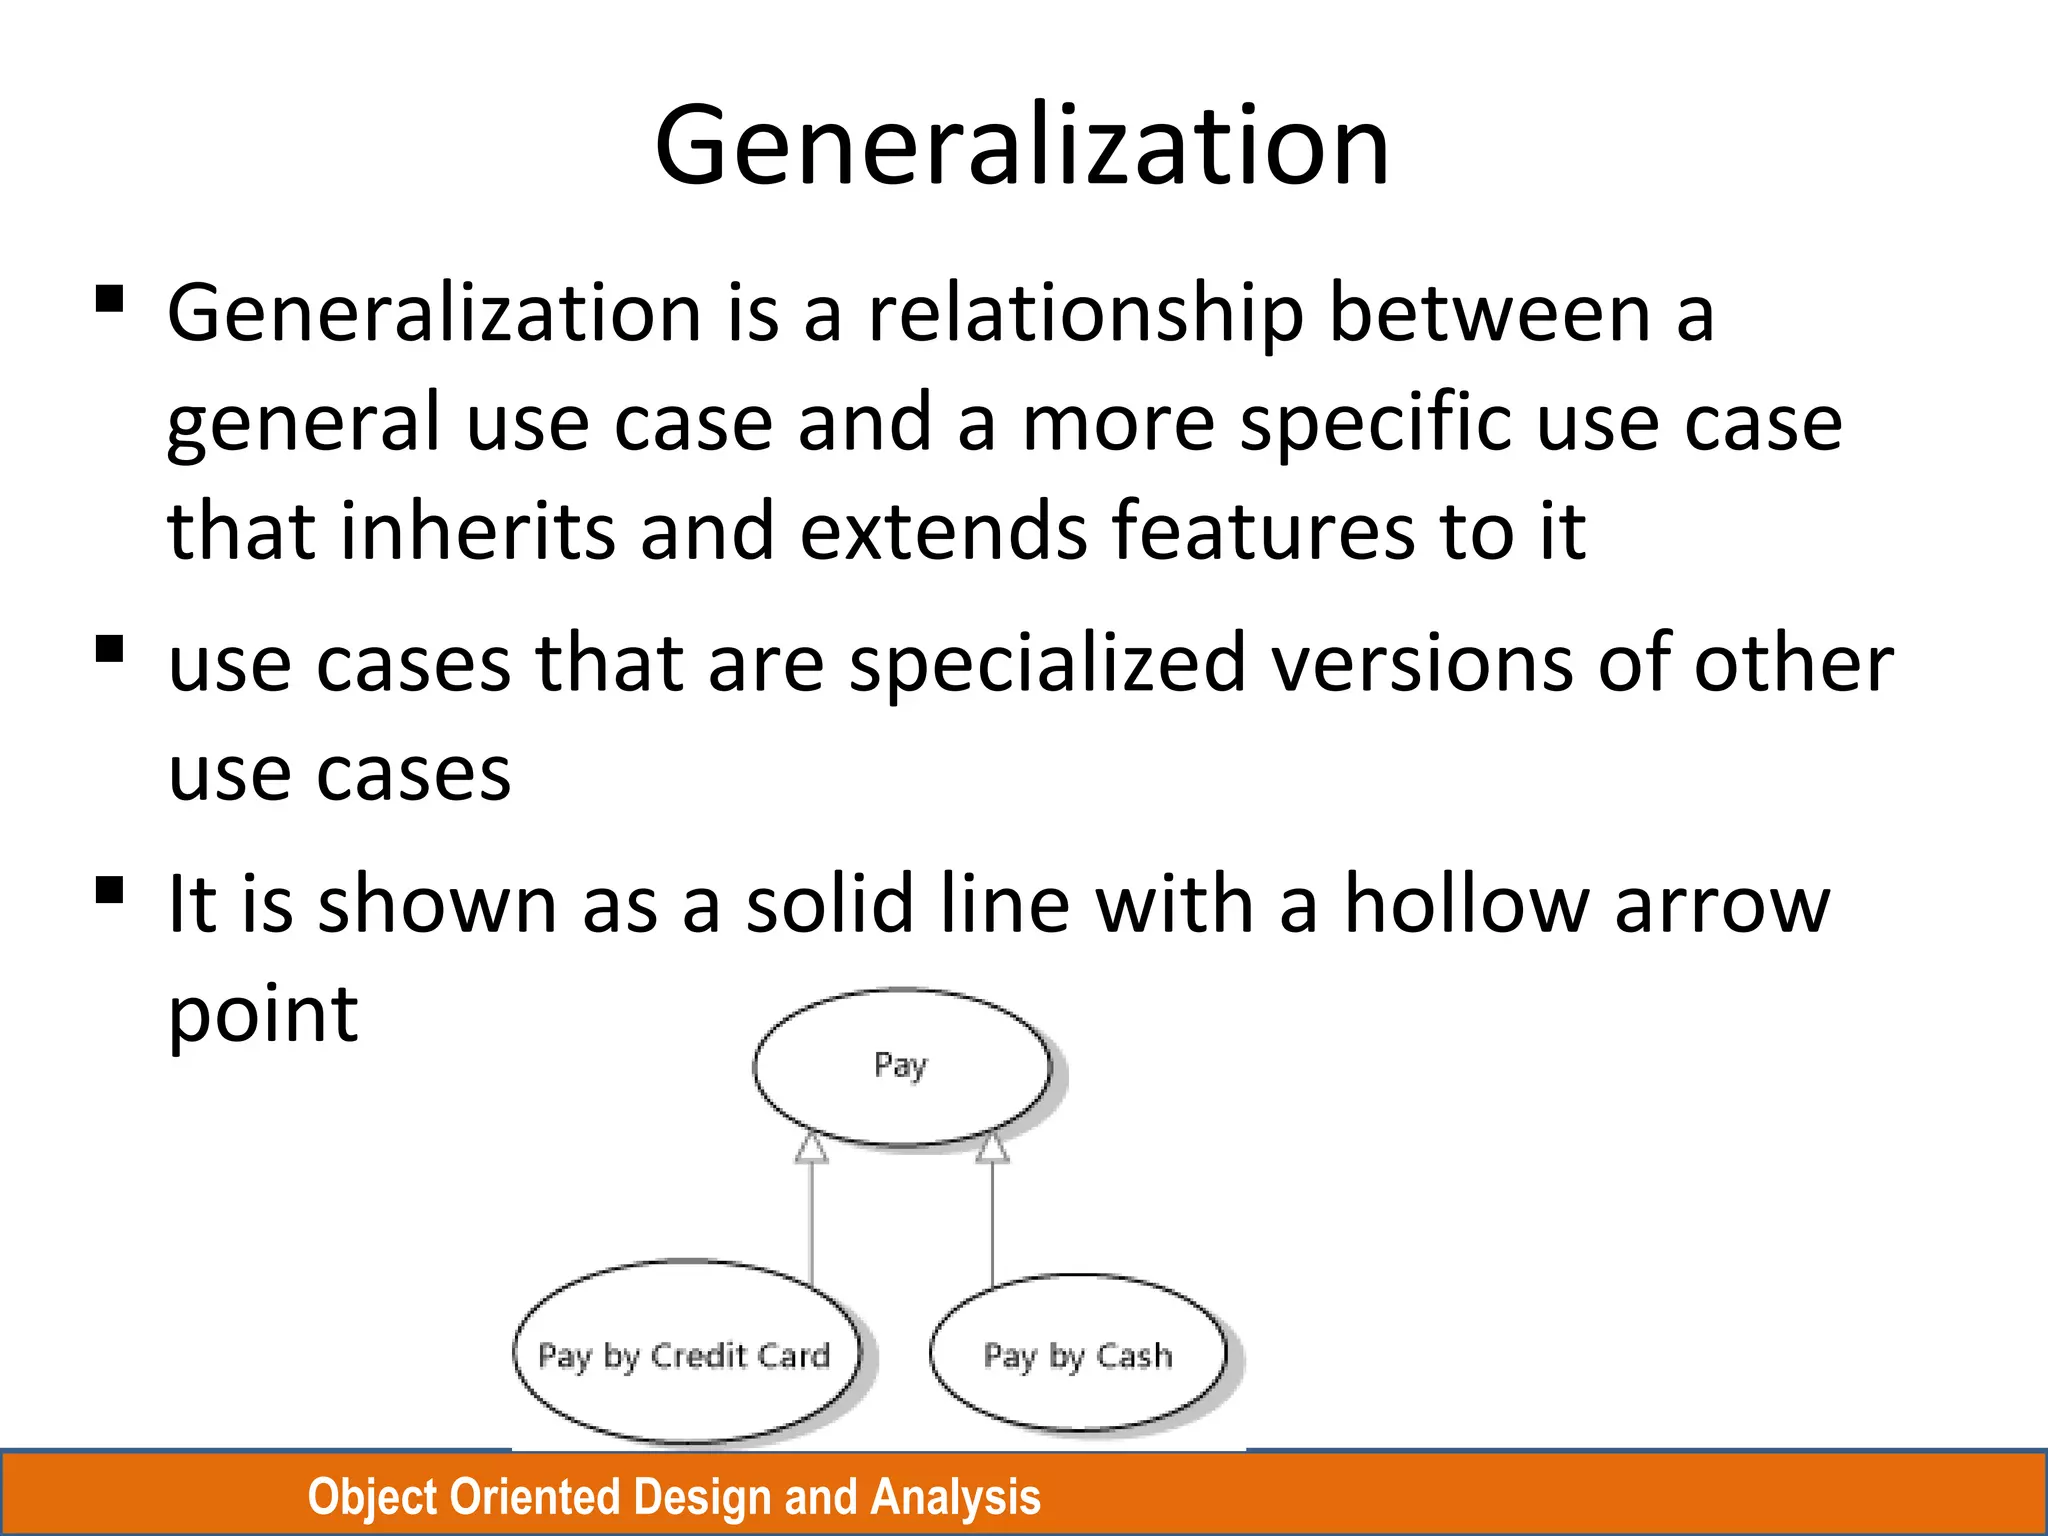 Generalization
▪ Generalization is a relationship between a
general use case and a more specific use case
that inherits and extends features to it
▪ use cases that are specialized versions of other
use cases
▪ It is shown as a solid line with a hollow arrow
point
Pay
Pay by Credit Card
Pay by Cash
Object Oriented Design and Analysis